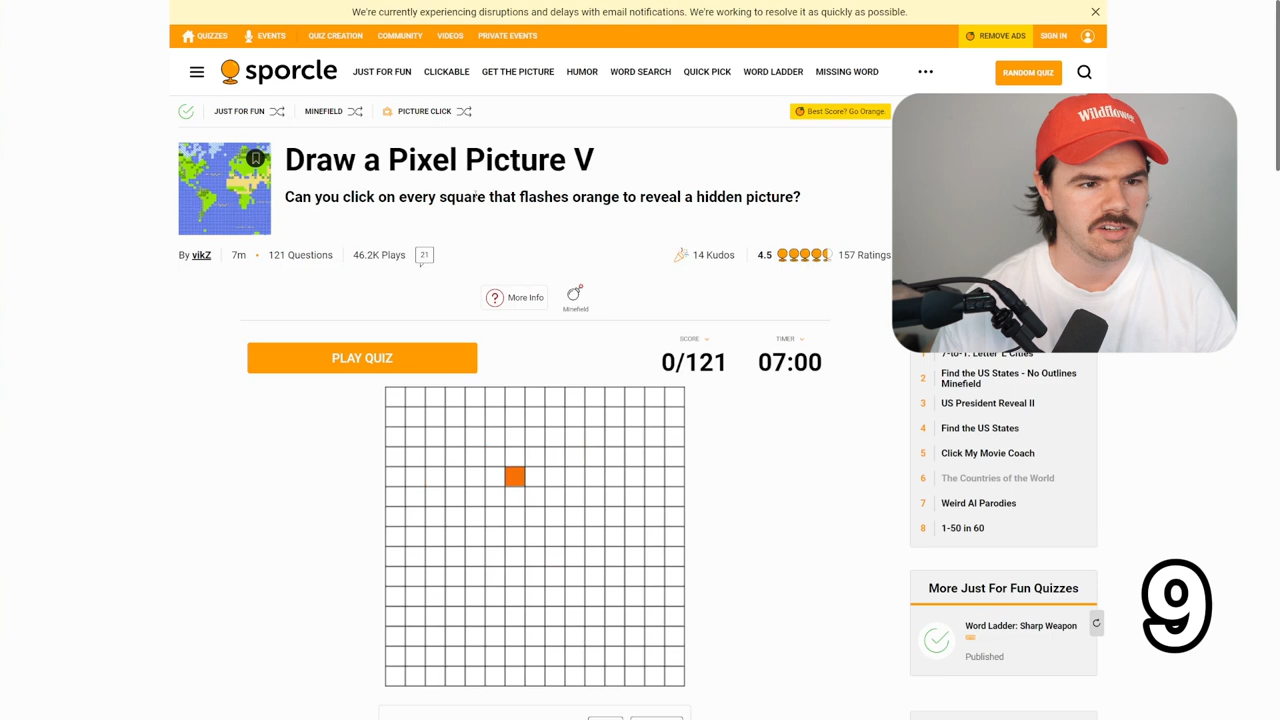 We're currently experiencing disruptions and delays with email notifications. We're working to resolve it as quickly as possible.
QUIZZES EVENTS QUIZ CREATION COMMUNITY VIDEOS PRIVATE EVENTS REMOVE ADS SIGN IN
sporcle JUST FOR FUN CLICKABLE GET THE PICTURE HUMOR WORD SEARCH QUICK PICK WORD LADDER MISSING WORD RANDOM QUIZ
JUST FOR FUN MINEFIELD PICTURE CLICK Best Score? Go Orange.
Wildflower
Draw a Pixel Picture V
Can you click on every square that flashes orange to reveal a hidden picture?
By vikZ 7m • 121 Questions 46.2K Plays 21 14 Kudos 4.5 157 Ratings
? More Info Minefield
PLAY QUIZ
SCORE
0/121
TIMER
07:00
1 7-to-1: Letter L Cities
2 Find the US States - No Outlines
Minefield
3 US President Reveal II
4 Find the US States
5 Click My Movie Coach
6 The Countries of the World
7 Weird Al Parodies
8 1-50 in 60
More Just For Fun Quizzes
Word Ladder: Sharp Weapon
Published
9